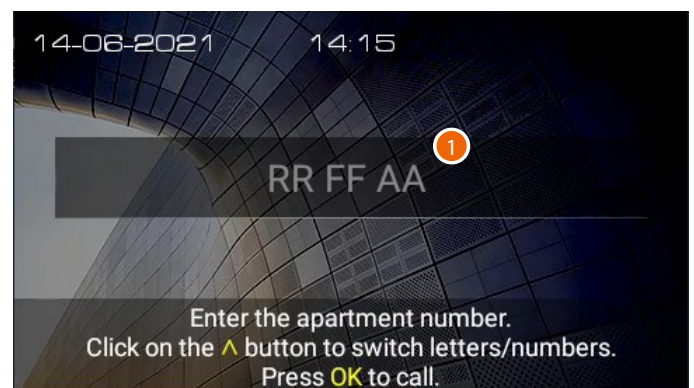 14-06-2021 14:15
1
RR FF AA
Enter the apartment number.
Click on the ^ button to switch letters/numbers.
Press OK to call.